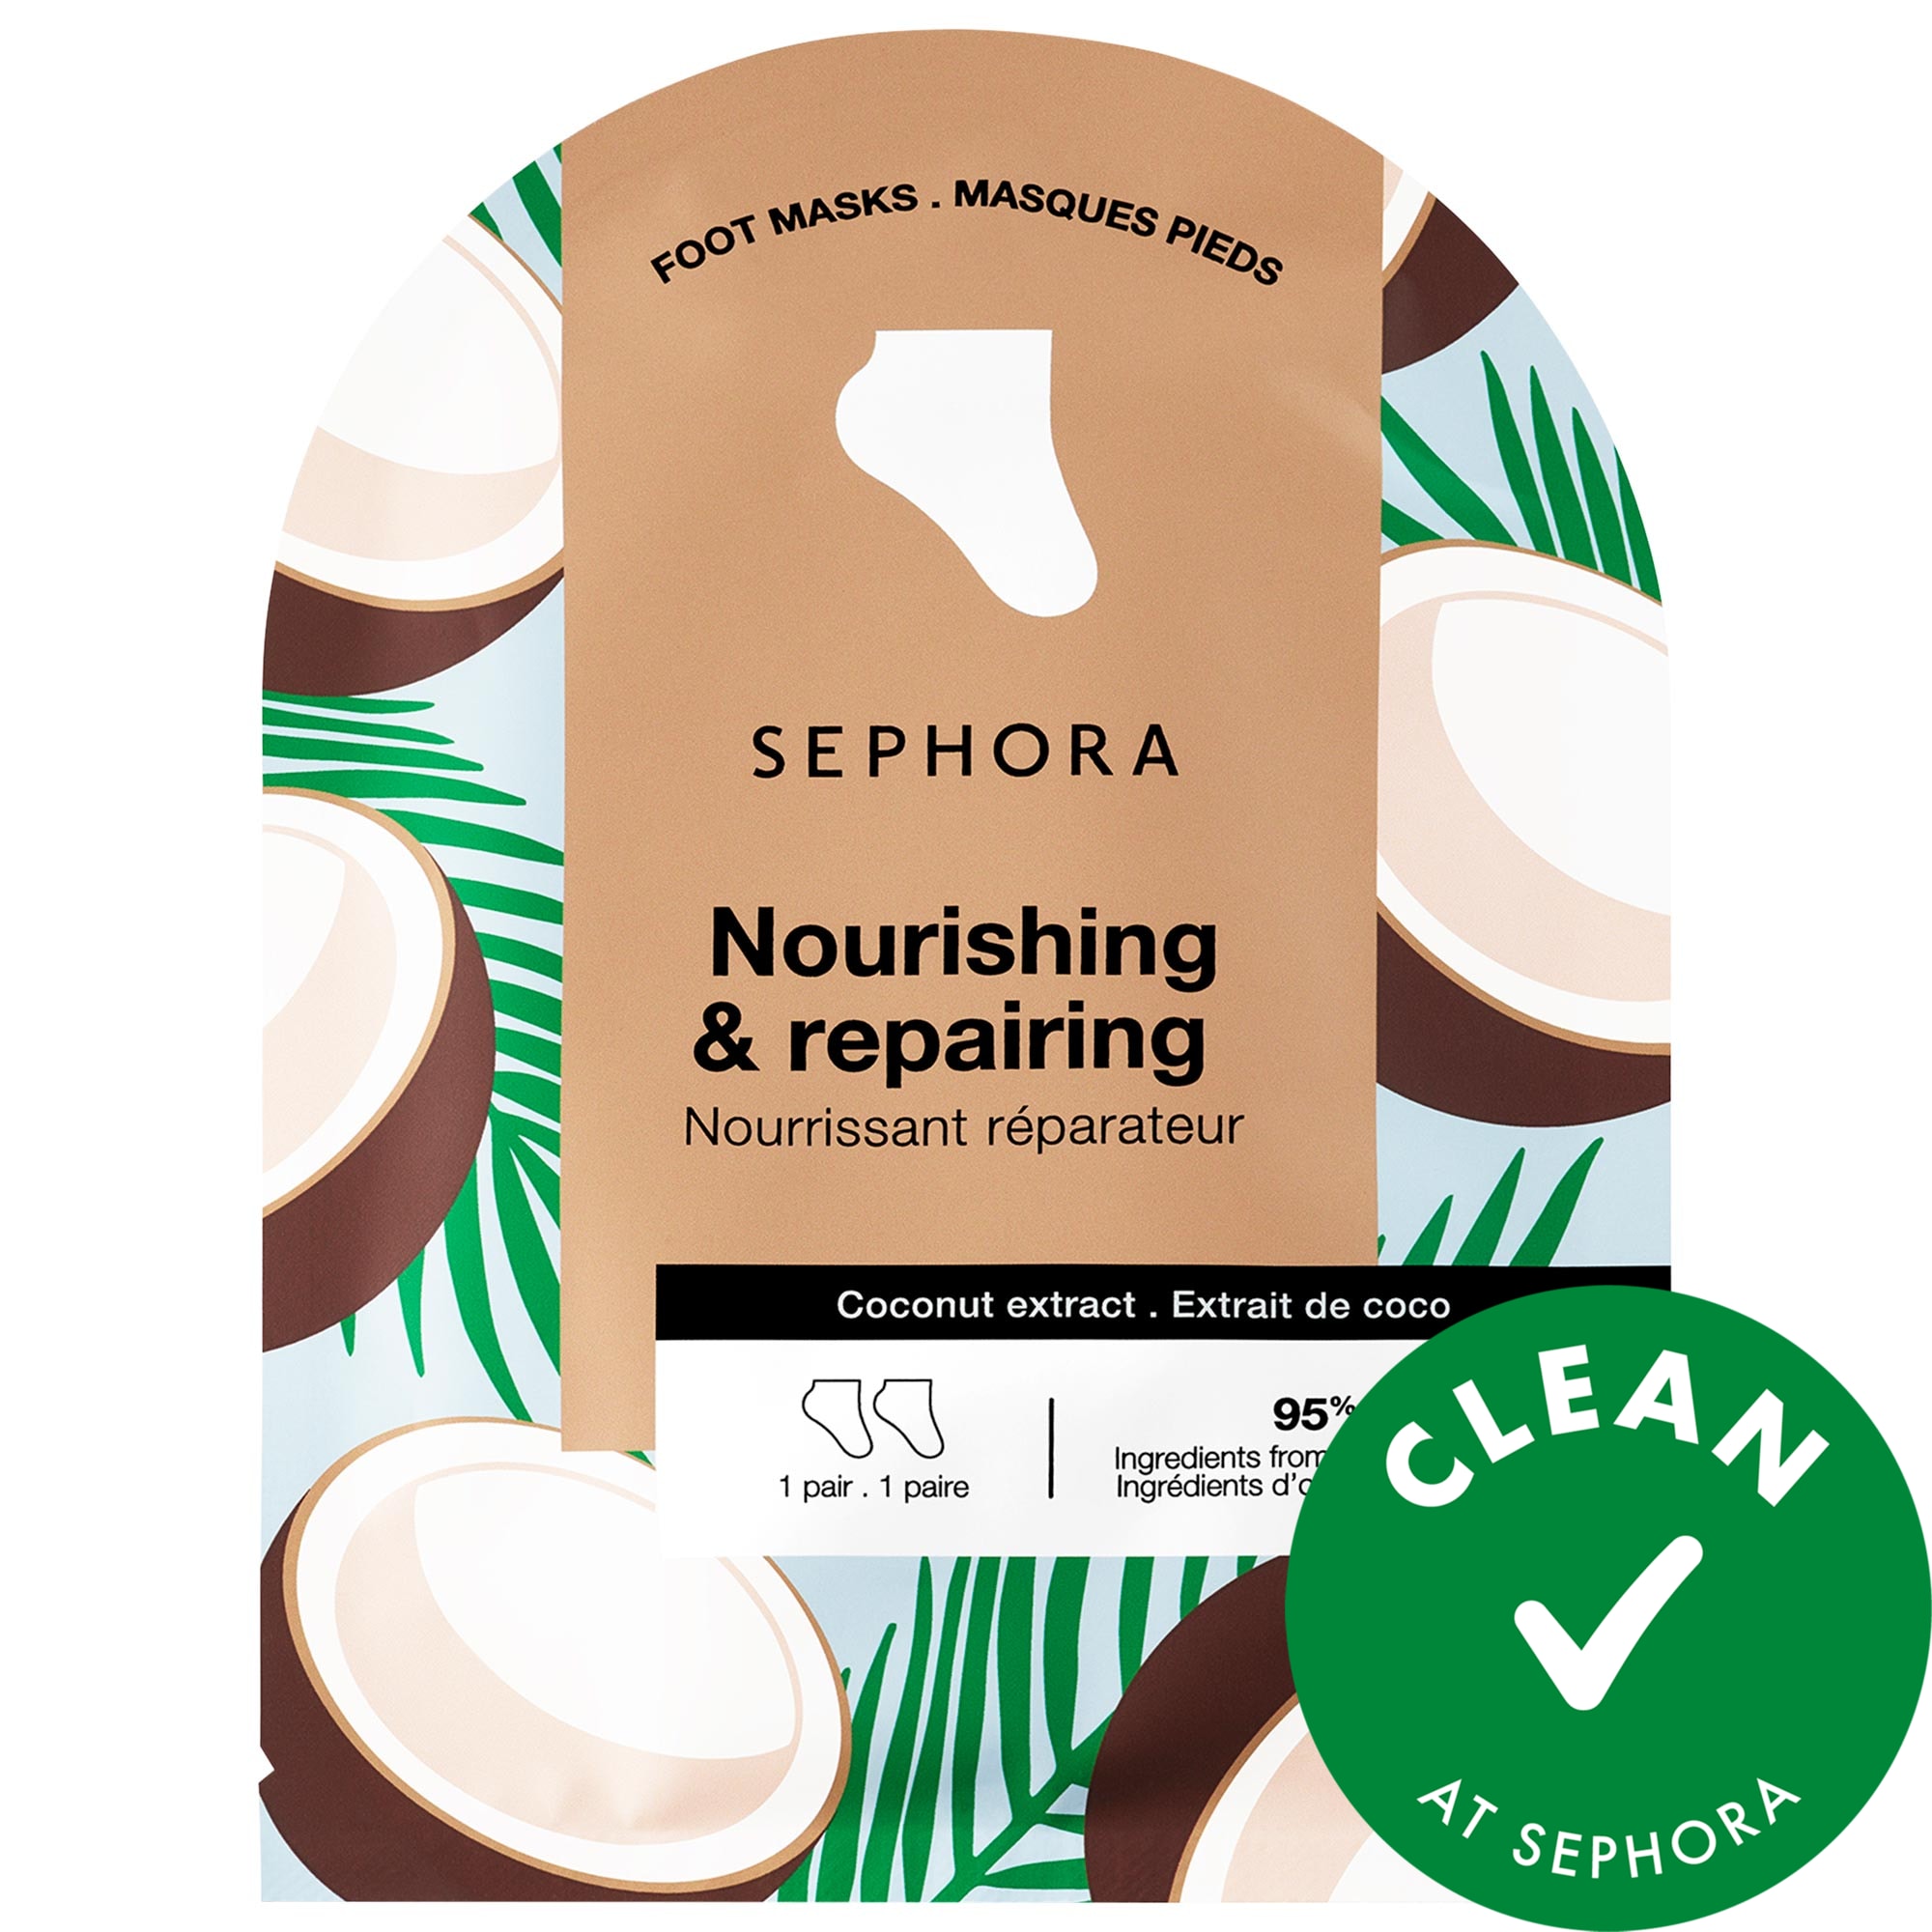 FOOT MASKS . MASQUES PIEDS
SEPHORA
Nourishing
& repairing
Nourrissant réparateur
Coconut extract . Extrait de coco
1 pair . 1 paire
95%
Ingredients from
Ingrédients
CLEAN
AT SEPHORA